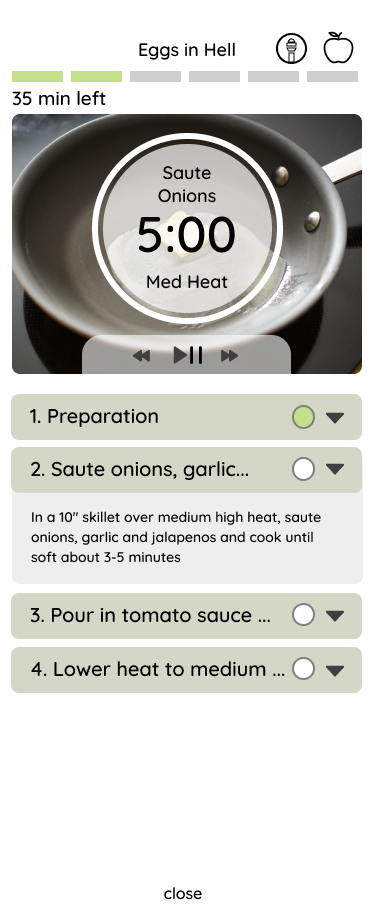 Eggs in Hell
35 min left
Saute
Onions
5:00
Med Heat
1. Preparation
2. Saute onions, garlic...
In a 10" skillet over medium high heat, saute
onions, garlic and jalapenos and cook until
soft about 3-5 minutes
3. Pour in tomato sauce ...
4. Lower heat to medium ...
close